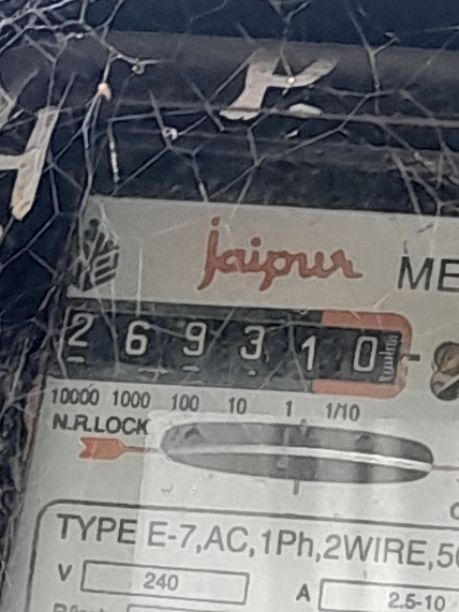 jaipur ME
2 6 9 3 1 0
10000 1000 100 10 1 1/10
N.R.LOCK
TYPE E-7,AC,1Ph,2WIRE,5
V 240 A 2.5-10